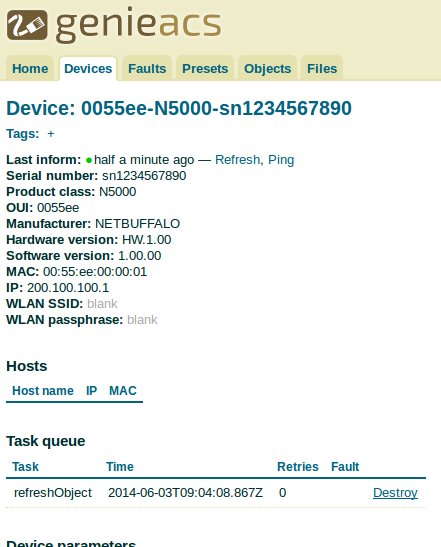 genieacs
Home Devices Faults Presets Objects Files
Device: 0055ee-N5000-sn1234567890
Tags: +
Last inform: ●half a minute ago — Refresh, Ping
Serial number: sn1234567890
Product class: N5000
OUI: 0055ee
Manufacturer: NETBUFFALO
Hardware version: HW.1.00
Software version: 1.00.00
MAC: 00:55:ee:00:00:01
IP: 200.100.100.1
WLAN SSID: blank
WLAN passphrase: blank
Hosts
Host name IP MAC
Task queue
Task Time Retries Fault
refreshObject 2014-06-03T09:04:08.867Z 0 Destroy
Device parameters